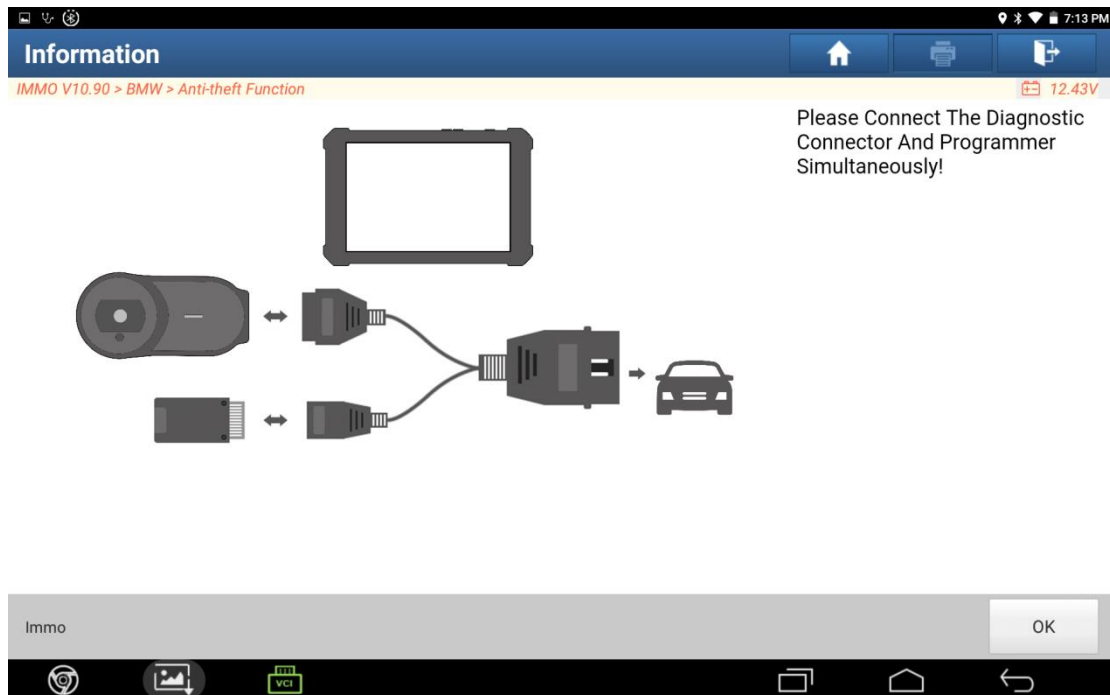 7:13 PM
Information
IMMO V10.90 > BMW > Anti-theft Function
12.43V
Please Connect The Diagnostic
Connector And Programmer
Simultaneously!
Immo
OK
VCI